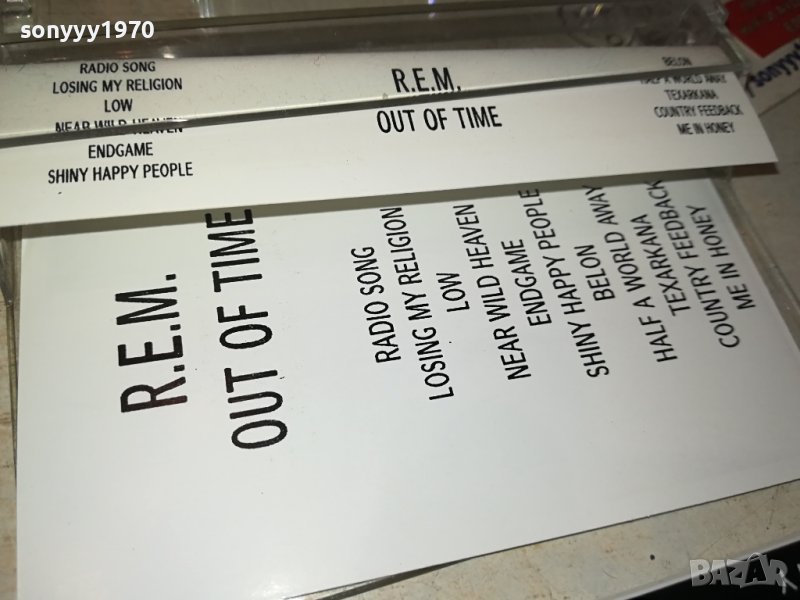 sonyyy1970
RADIO SONG
LOSING MY RELIGION
LOW
NEAR WILD HEAVEN
ENDGAME
SHINY HAPPY PEOPLE
R.E.M.
OUT OF TIME
BELON
HALF A WORLD AWAY
TEXARKANA
COUNTRY FEEDBACK
ME IN HONEY
R.E.M.
OUT OF TIME
RADIO SONG
LOSING MY RELIGION
LOW
NEAR WILD HEAVEN
ENDGAME
SHINY HAPPY PEOPLE
BELON
HALF A WORLD AWAY
TEXARKANA
COUNTRY FEEDBACK
ME IN HONEY
BAZAR